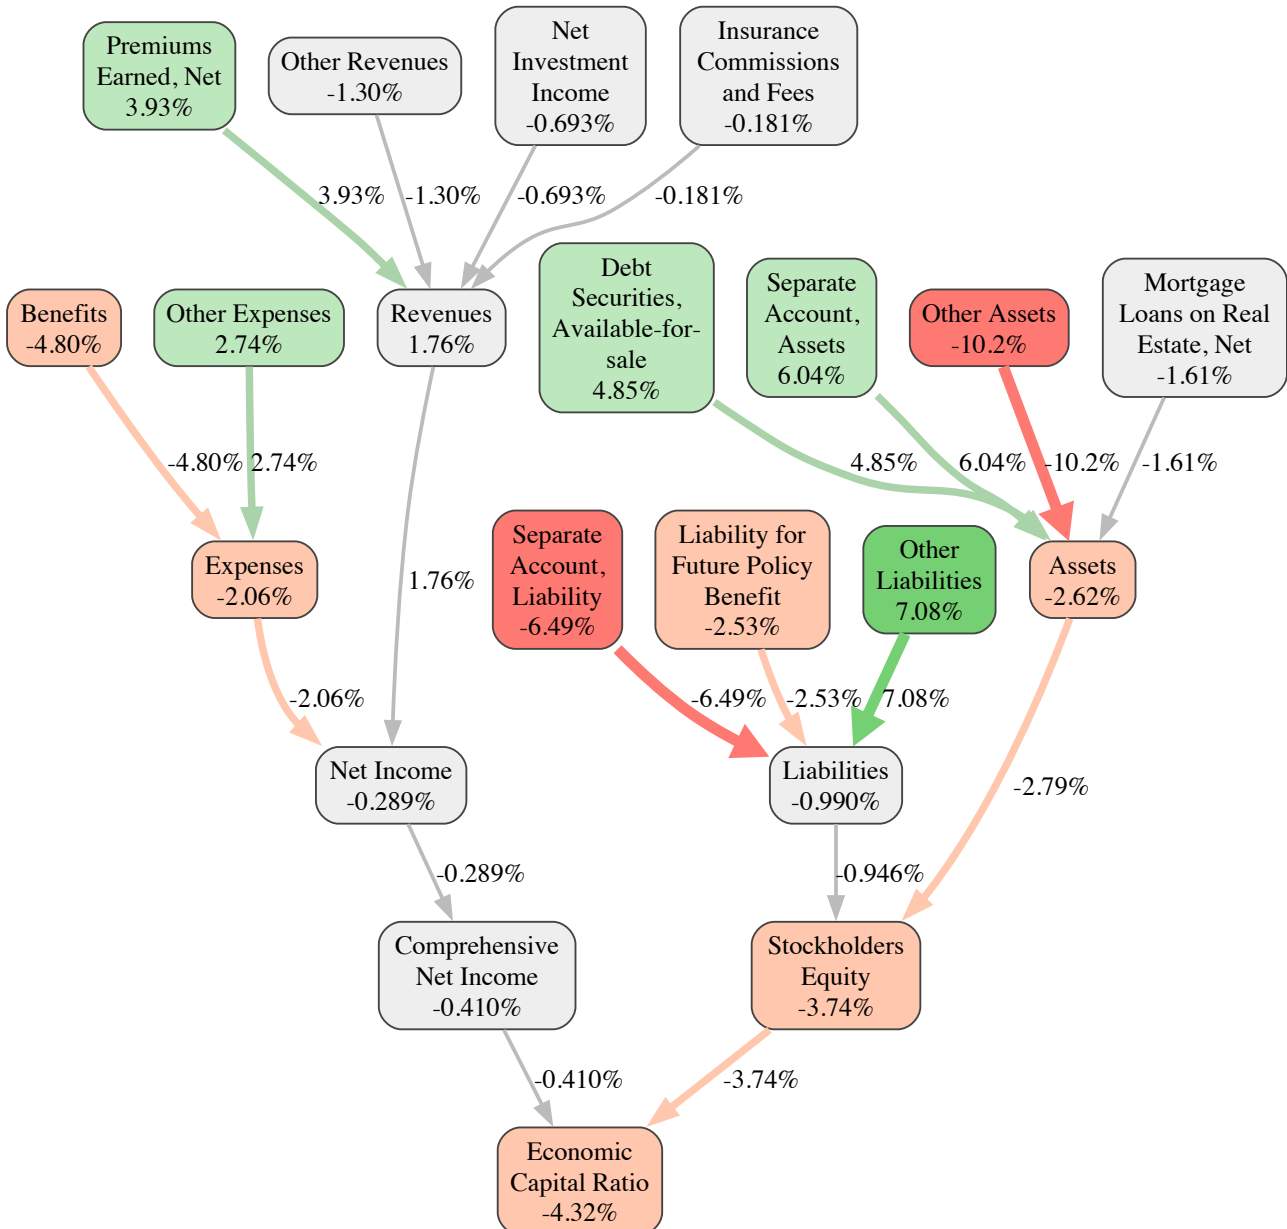 Premiums
Earned, Net
3.93%
Other Revenues
-1.30%
Net
Investment
Income
-0.693%
Insurance
Commissions
and Fees
-0.181%
3.93%
-1.30%
-0.693%
-0.181%
Benefits
-4.80%
Other Expenses
2.74%
Revenues
1.76%
Debt
Securities,
Available-for-
sale
4.85%
Separate
Account,
Assets
6.04%
Other Assets
-10.2%
Mortgage
Loans on Real
Estate, Net
-1.61%
-4.80%
2.74%
4.85%
6.04%
-10.2%
-1.61%
Expenses
-2.06%
1.76%
Separate
Account,
Liability
-6.49%
Liability for
Future Policy
Benefit
-2.53%
Other
Liabilities
7.08%
Assets
-2.62%
-2.06%
-6.49%
-2.53%
7.08%
Net Income
-0.289%
Liabilities
-0.990%
-2.79%
-0.289%
-0.946%
Comprehensive
Net Income
-0.410%
Stockholders
Equity
-3.74%
-0.410%
-3.74%
Economic
Capital Ratio
-4.32%